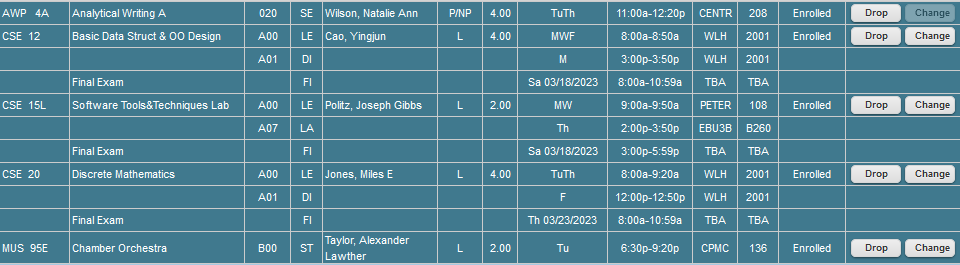 AWP 4A Analytical Writing A 020 SE Wilson, Natalie Ann P/NP 4.00 TuTh 11:00a-12:20p CENTR 208 Enrolled Drop Change
CSE 12 Basic Data Struct & OO Design A00 LE Cao, Yingjun L 4.00 MWF 8:00a-8:50a WLH 2001 Enrolled Drop Change
A01 DI M 3:00p-3:50p WLH 2001
Final Exam FI Sa 03/18/2023 8:00a-10:59a TBA TBA
CSE 15L Software Tools&Techniques Lab A00 LE Politz, Joseph Gibbs L 2.00 MW 9:00a-9:50a PETER 108 Enrolled Drop Change
A07 LA Th 2:00p-3:50p EBU3B B260
Final Exam FI Sa 03/18/2023 3:00p-5:59p TBA TBA
CSE 20 Discrete Mathematics A00 LE Jones, Miles E L 4.00 TuTh 8:00a-9:20a WLH 2001 Enrolled Drop Change
A01 DI F 12:00p-12:50p WLH 2001
Final Exam FI Th 03/23/2023 8:00a-10:59a TBA TBA
MUS 95E Chamber Orchestra B00 ST Taylor, Alexander Lawther L 2.00 Tu 6:30p-9:20p CPMC 136 Enrolled Drop Change